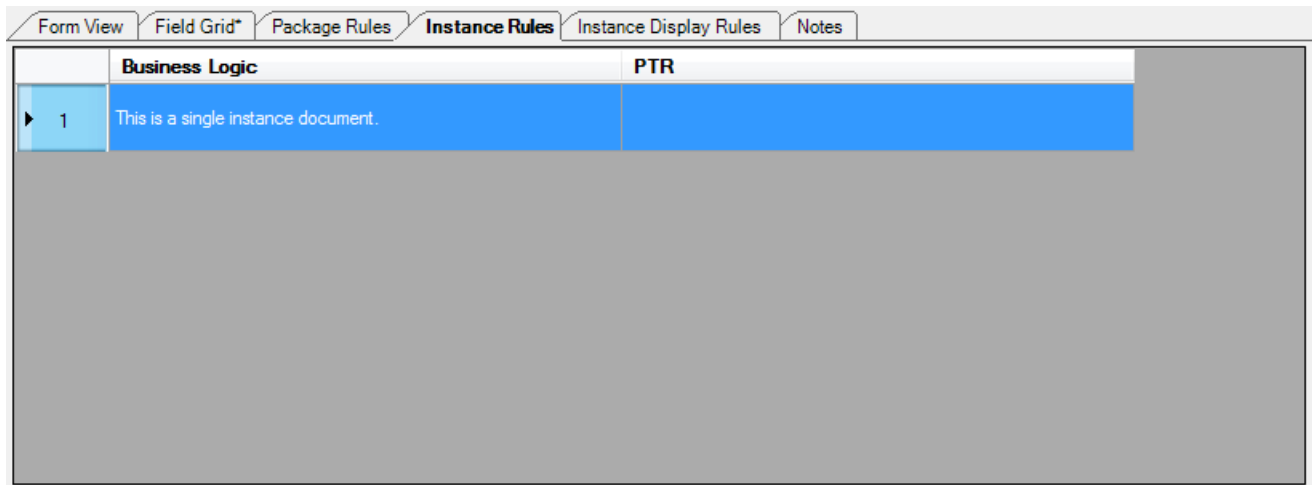 Form View Field Grid* Package Rules Instance Rules Instance Display Rules Notes
Business Logic PTR
1 This is a single instance document.